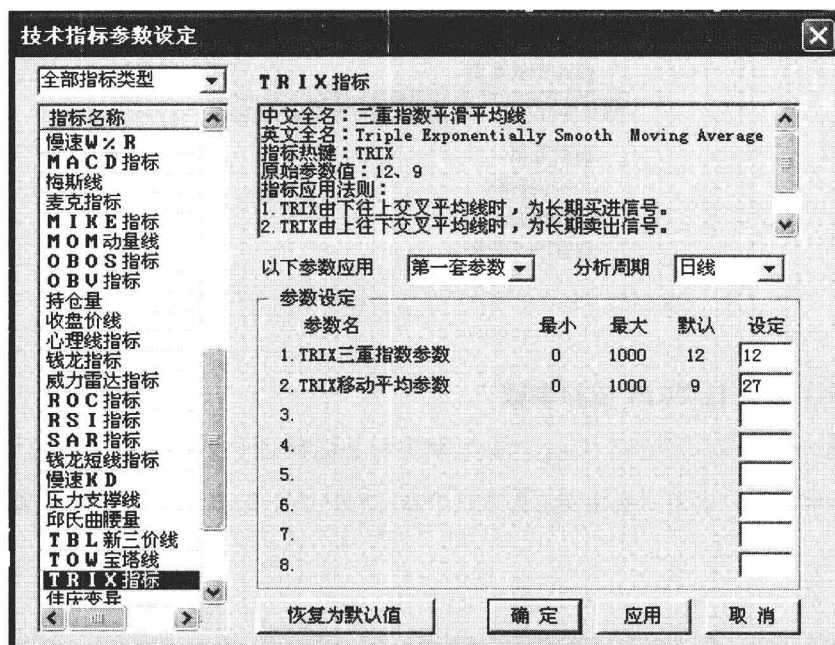 技术指标参数设定
全部指标类型
指标名称
慢速W%R
MACD指标
梅斯线
麦克指标
MIKE指标
MOM动量线
OBOS指标
OBV指标
持仓量
收盘价线
心理线指标
钱龙指标
威力雷达指标
ROC指标
RSI指标
SAR指标
钱龙短线指标
慢速KD
压力支撑线
邱氏曲腰量
TBL新三价线
TOW宝塔线
TRIX指标
佳庆变异
TRIX指标
中文全名：三重指数平滑平均线
英文全名：Triple Exponentially Smooth Moving Average
指标热键：TRIX
原始参数值：12、9
指标应用法则：
1.TRIX由下往上交叉平均线时，为长期买进信号。
2.TRIX由上往下交叉平均线时，为长期卖出信号。
以下参数应用 第一套参数 分析周期 日线
参数设定
参数名 最小 最大 默认 设定
1.TRIX三重指数参数 0 1000 12 12
2.TRIX移动平均参数 0 1000 9 27
3.
4.
5.
6.
7.
8.
恢复为默认值 确定 应用 取消